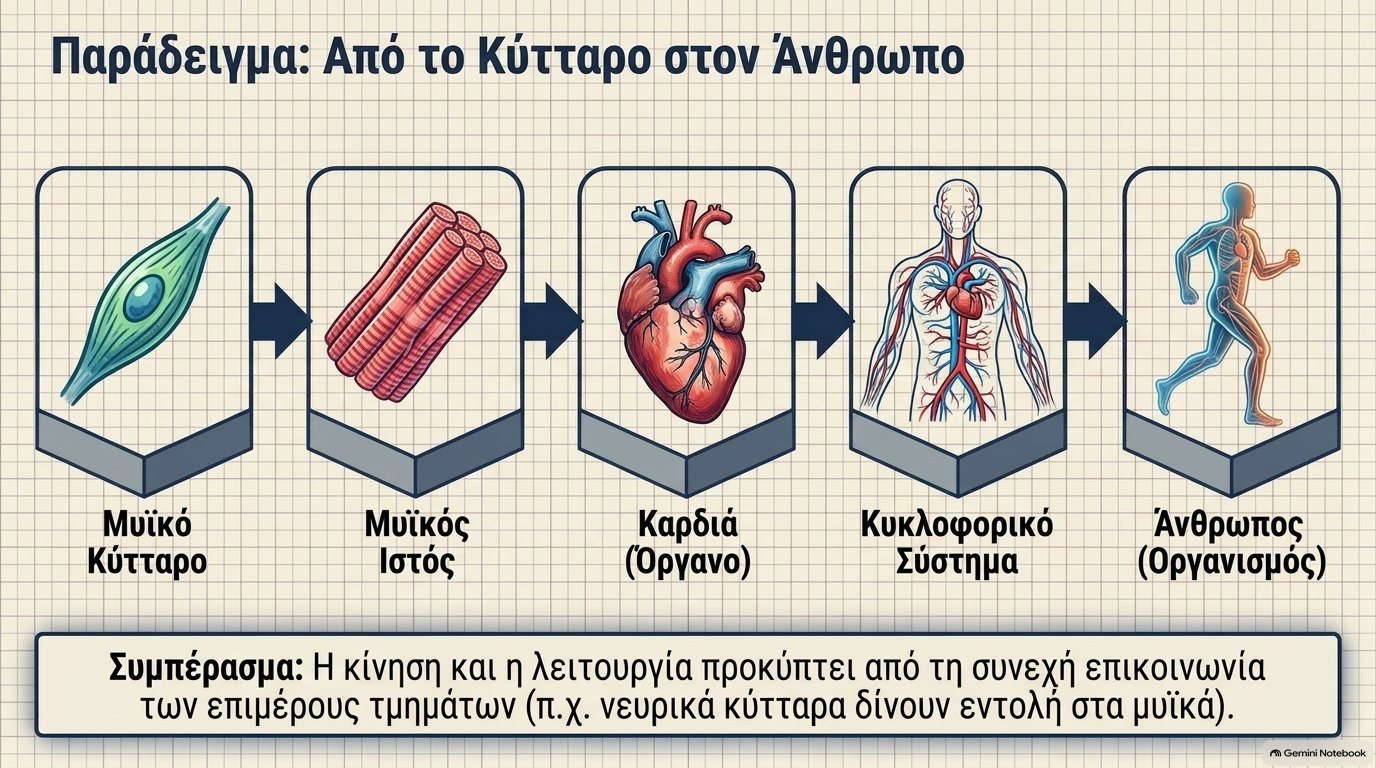 Παράδειγμα: Από το Κύτταρο στον Άνθρωπο
Μυϊκό
Κύτταρο
Μυϊκός
Ιστός
Καρδιά
(Όργανο)
Κυκλοφορικό
Σύστημα
Άνθρωπος
(Οργανισμός)
Συμπέρασμα: Η κίνηση και η λειτουργία προκύπτει από τη συνεχή επικοινωνία
των επιμέρους τμημάτων (π.χ. νευρικά κύτταρα δίνουν εντολή στα μυϊκά).
Gemini Notebook